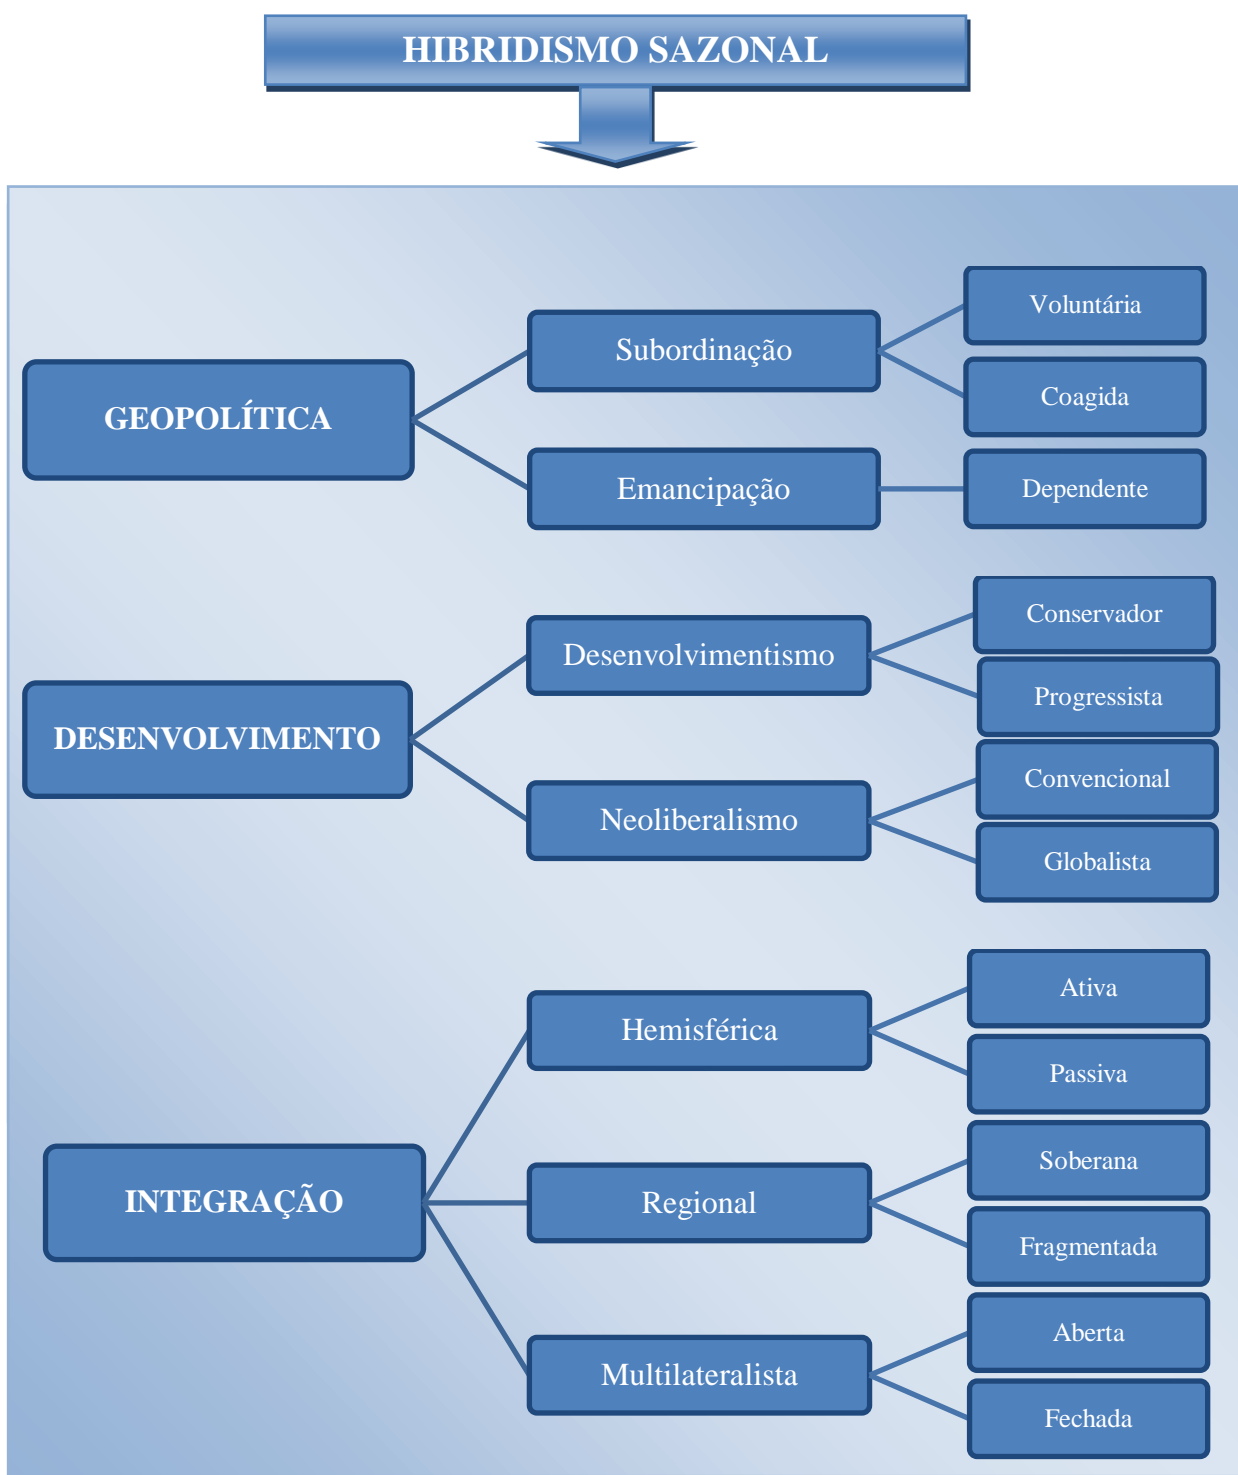 HIBRIDISMO SAZONAL
GEOPOLÍTICA
Subordinação
Voluntária
Coagida
Emancipação
Dependente
DESENVOLVIMENTO
Desenvolvimentismo
Conservador
Progressista
Neoliberalismo
Convencional
Globalista
INTEGRAÇÃO
Hemisférica
Ativa
Passiva
Regional
Soberana
Fragmentada
Multilateralista
Aberta
Fechada